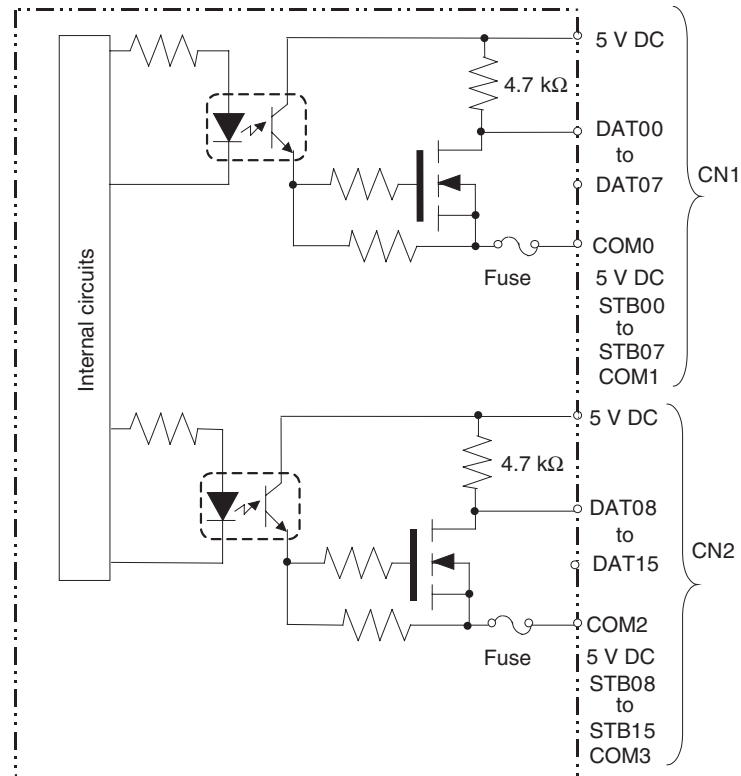 5 V DC
4.7 kΩ
DAT00
to
DAT07
CN1
COM0
Fuse
5 V DC
STB00
to
STB07
COM1
Internal circuits
5 V DC
4.7 kΩ
DAT08
to
DAT15
CN2
COM2
Fuse
5 V DC
STB08
to
STB15
COM3